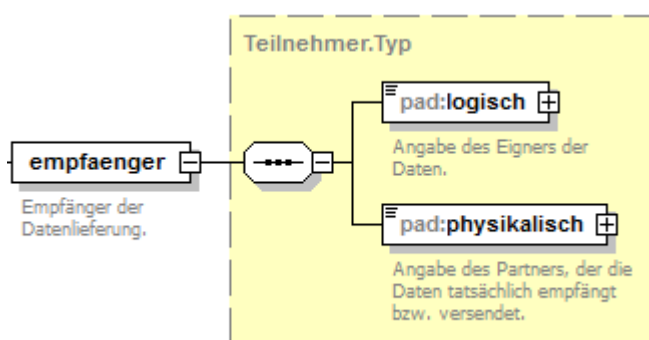 Teilnehmer.Typ
pad:logisch
Angabe des Eigners der
Daten.
empfaenger
Empfänger der
Datenlieferung.
pad:physikalisch
Angabe des Partners, der die
Daten tatsächlich empfängt
bzw. versendet.